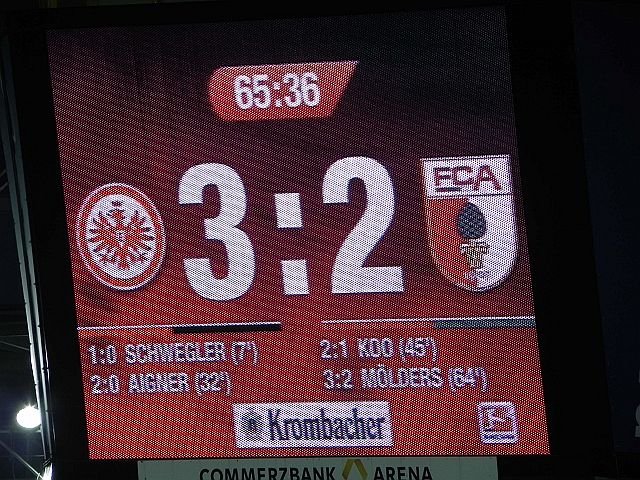 65:36
3:2
FCA
1:0 SCHWEGLER (7')
2:0 AIGNER (32')
2:1 KOO (45')
3:2 MÖLDERS (64')
Krombacher
COMMERZBANK ARENA